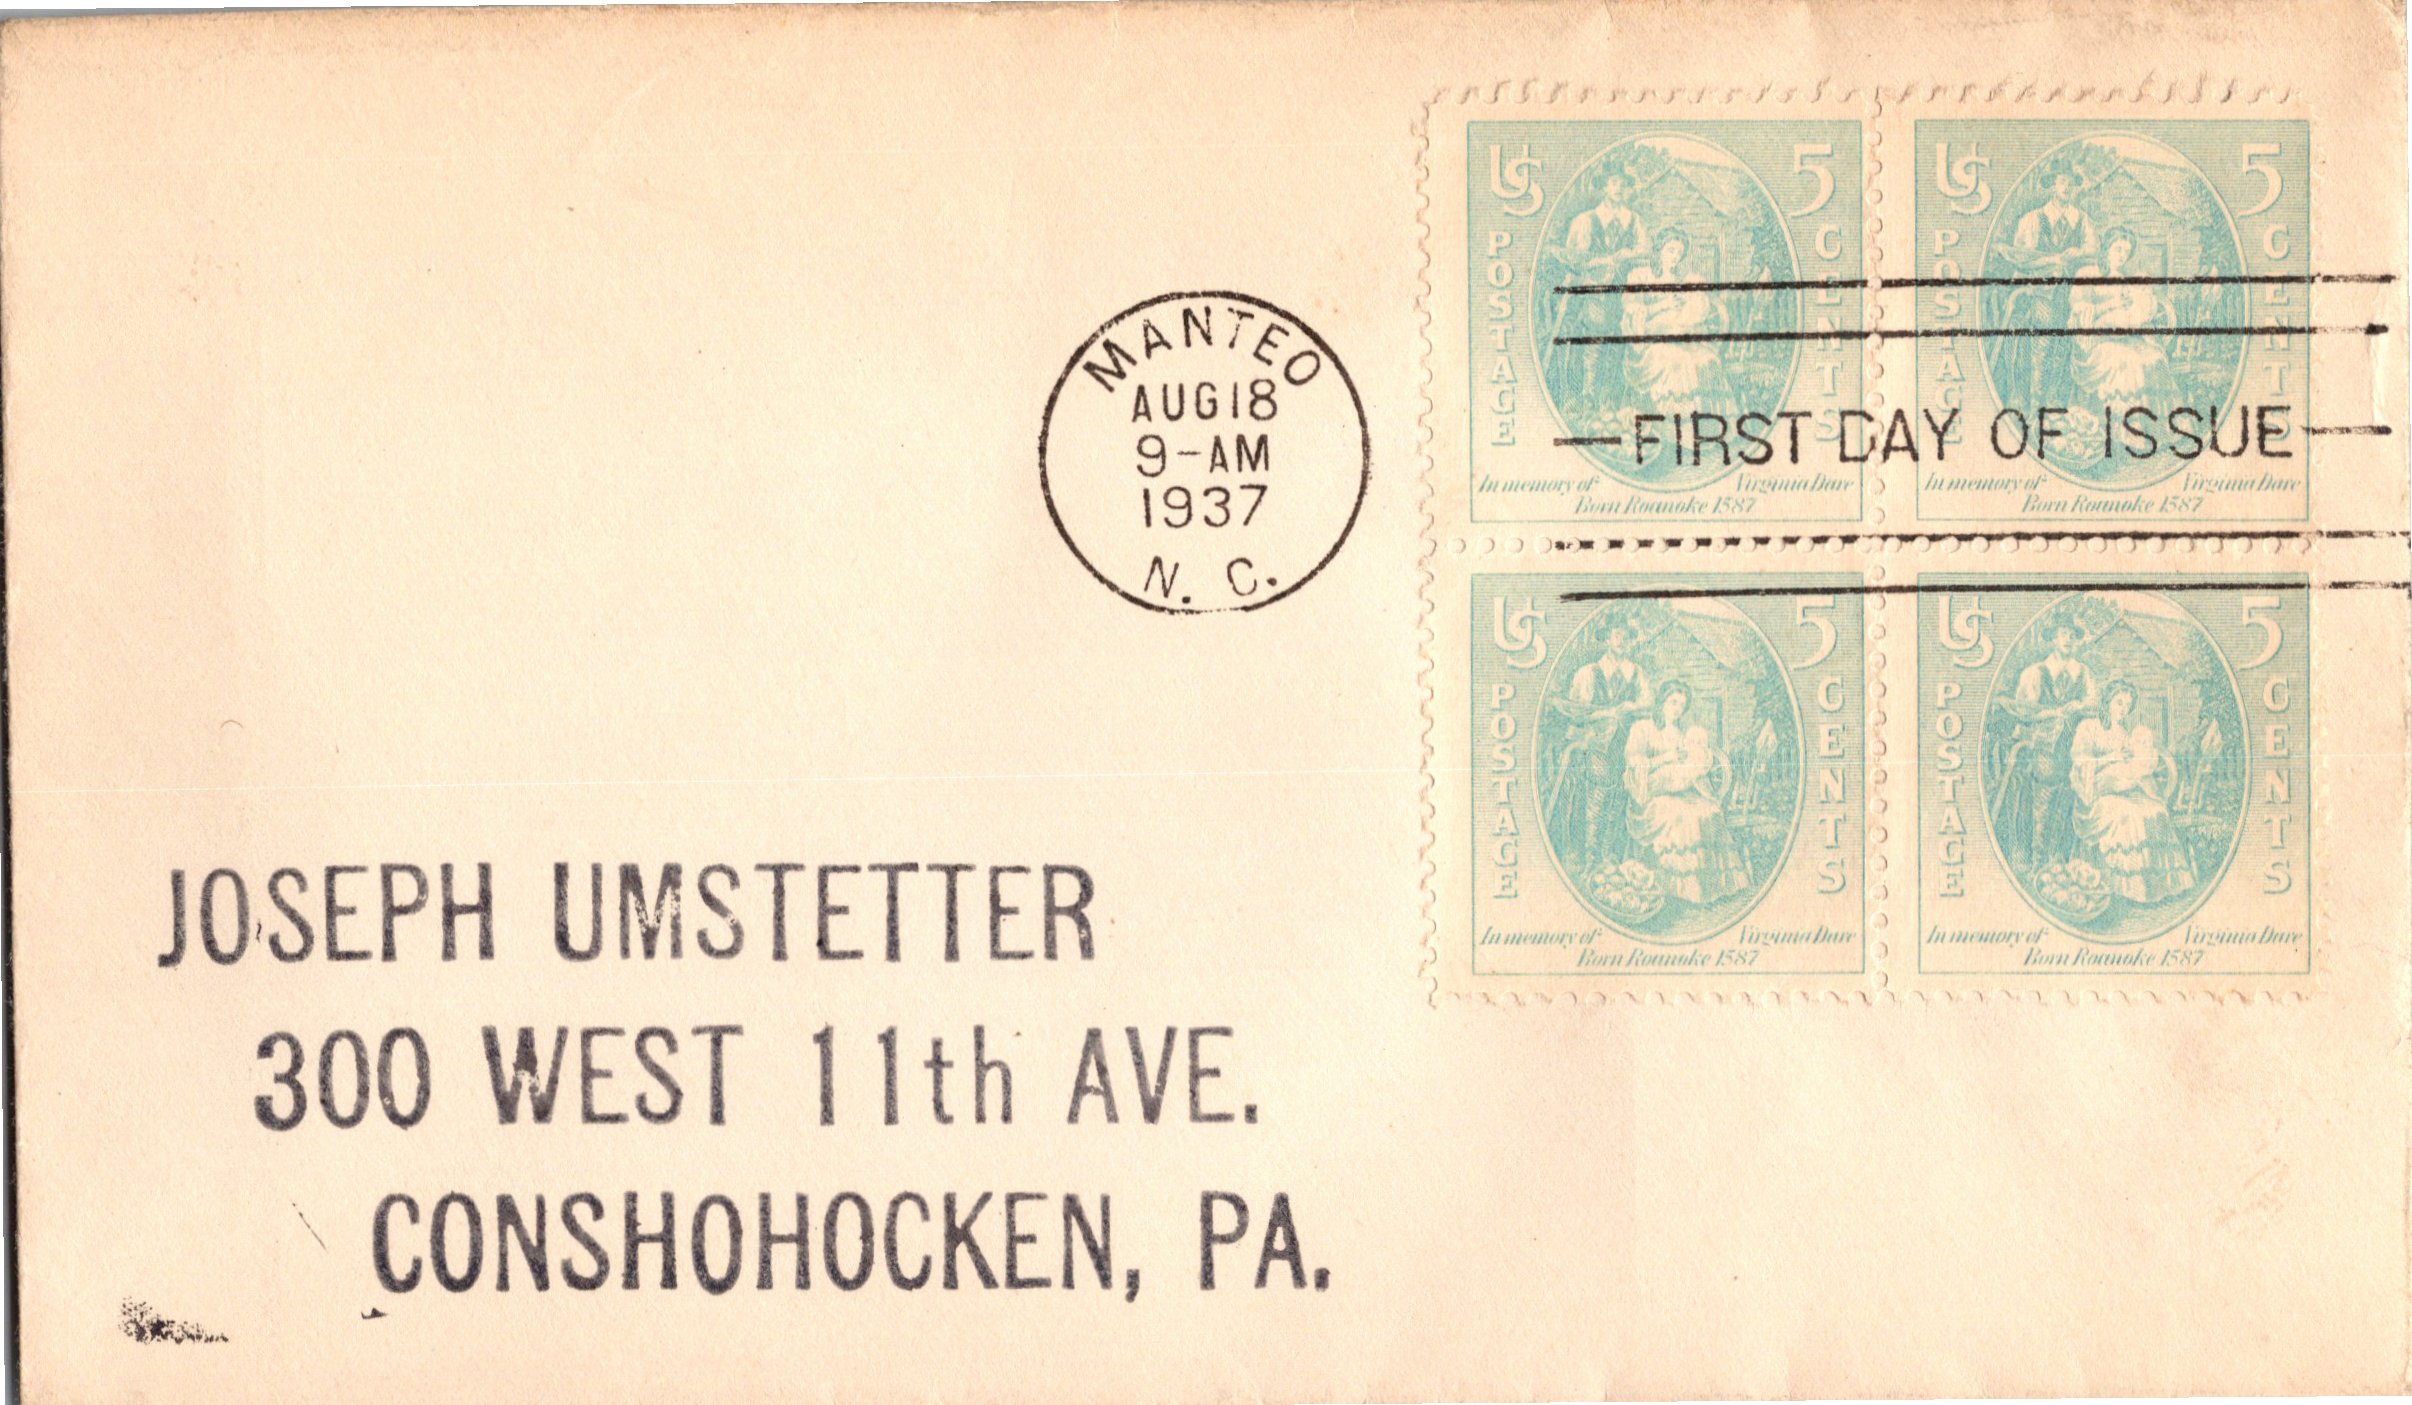 MANTEO
AUG 18
9-AM
1937
N. C.
US 5
POSTAGE
CENTS
In memory of Virginia Dare
Born Roanoke 1587
US 5
POSTAGE
CENTS
In memory of Virginia Dare
Born Roanoke 1587
—FIRST DAY OF ISSUE—
US 5
POSTAGE
CENTS
In memory of Virginia Dare
Born Roanoke 1587
US 5
POSTAGE
CENTS
In memory of Virginia Dare
Born Roanoke 1587
JOSEPH UMSTETTER
300 WEST 11th AVE.
CONSHOHOCKEN, PA.